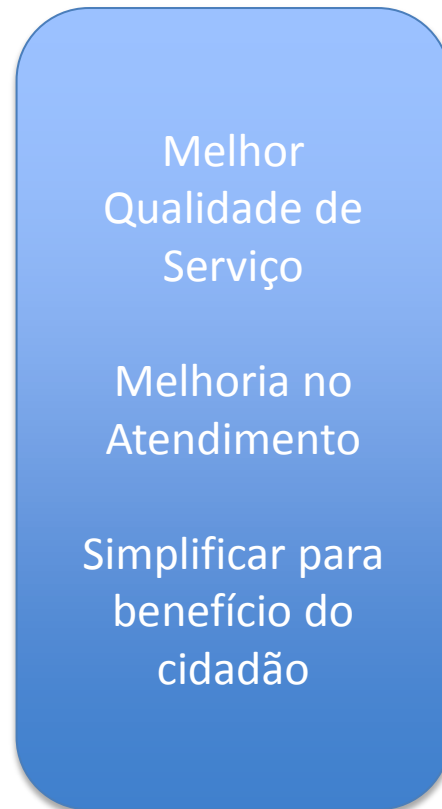 Melhor
Qualidade de
Serviço
Melhoria no
Atendimento
Simplificar para
benefício do
cidadão